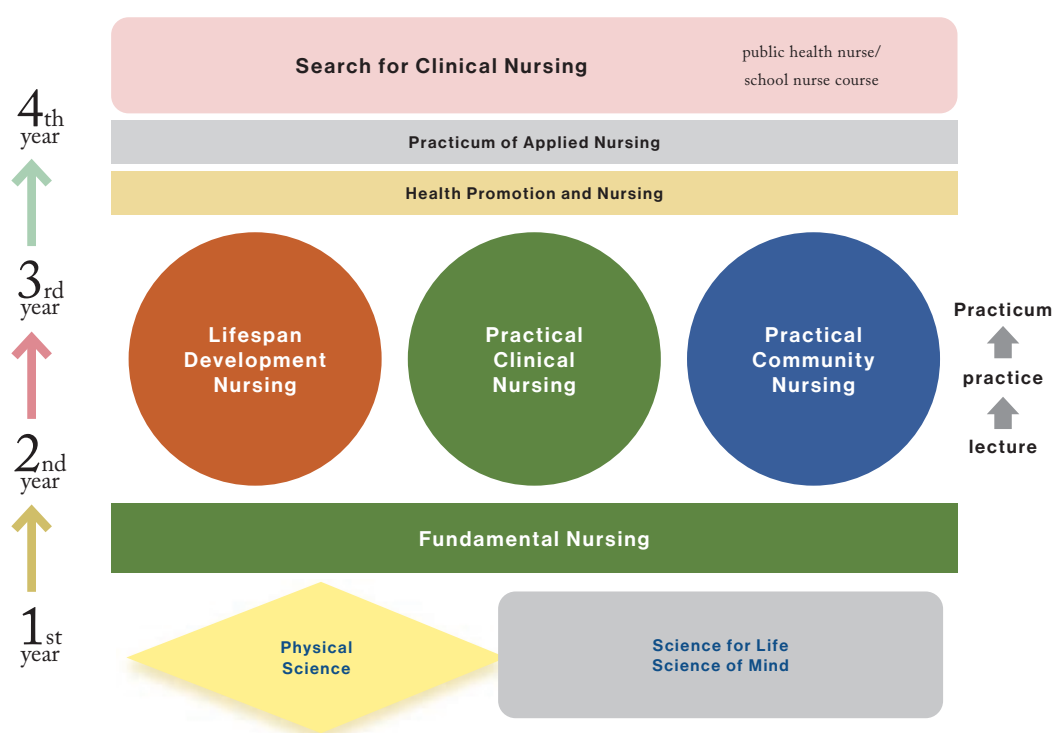 Search for Clinical Nursing
public health nurse/
school nurse course
4th
year
Practicum of Applied Nursing
Health Promotion and Nursing
3rd
year
Lifespan
Development
Nursing
Practical
Clinical
Nursing
Practical
Community
Nursing
Practicum
practice
lecture
2nd
year
Fundamental Nursing
1st
year
Physical
Science
Science for Life
Science of Mind